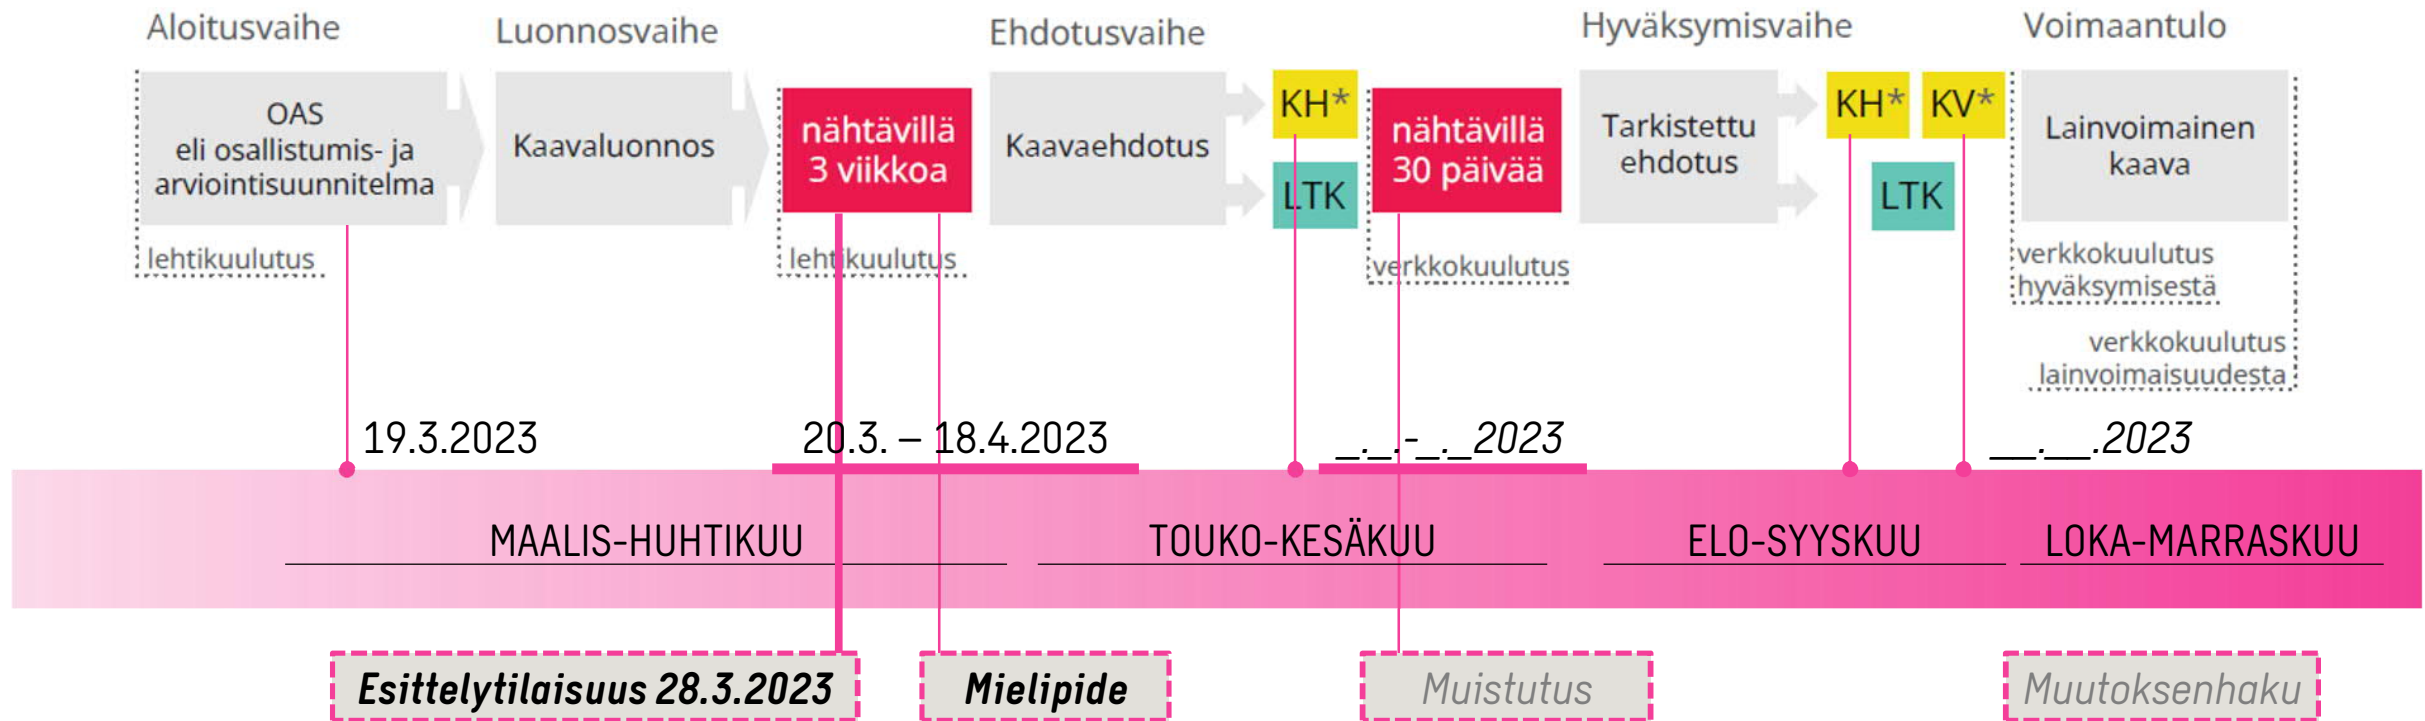 Aloitusvaihe
Luonnosvaihe
Ehdotusvaihe
Hyväksymisvaihe
Voimaantulo
OAS
eli osallistumis- ja
arviointisuunnitelma
Kaavaluonnos
nähtävillä
3 viikkoa
Kaavaehdotus
KH*
LTK
nähtävillä
30 päivää
Tarkistettu
ehdotus
KH*
KV*
LTK
Lainvoimainen
kaava
lehtikuulutus
lehtikuulutus
verkkokuulutus
verkkokuulutus
hyväksymisestä
verkkokuulutus
lainvoimaisuudesta
19.3.2023
20.3. – 18.4.2023
_._.-_._2023
__.__.2023
MAALIS-HUHTIKUU
TOUKO-KESÄKUU
ELO-SYYSKUU
LOKA-MARRASKUU
Esittelytilaisuus 28.3.2023
Mielipide
Muistutus
Muutoksenhaku